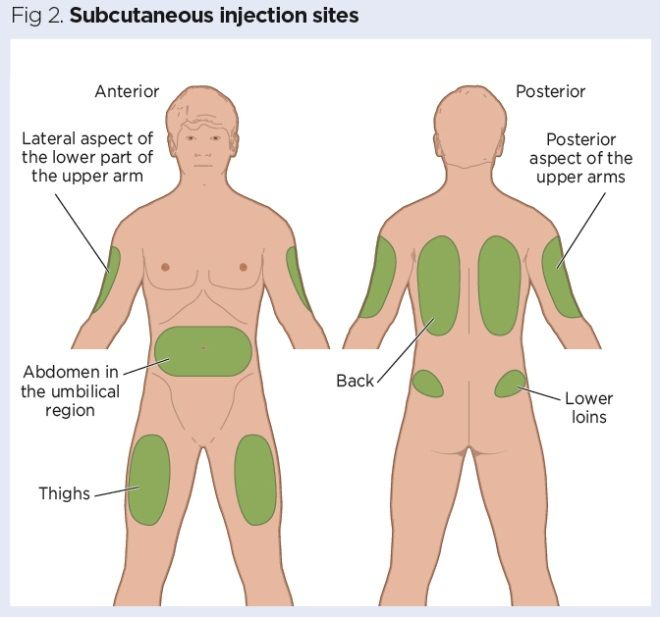 Fig 2. Subcutaneous injection sites
Anterior
Posterior
Lateral aspect of
the lower part of
the upper arm
Posterior
aspect of the
upper arms
Abdomen in
the umbilical
region
Back
Lower
loins
Thighs